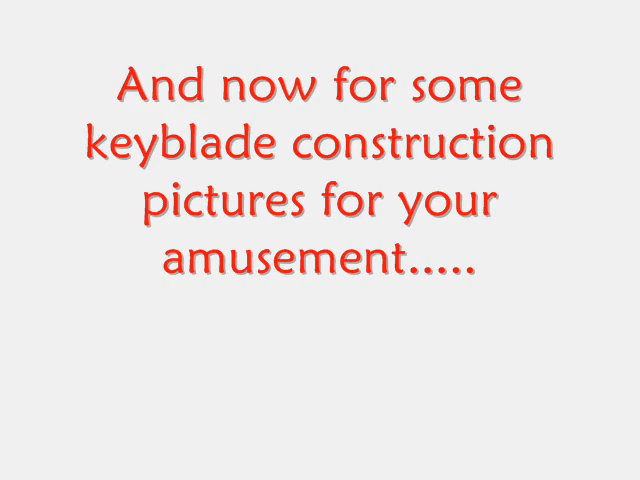 And now for some
keyblade construction
pictures for your
amusement.....